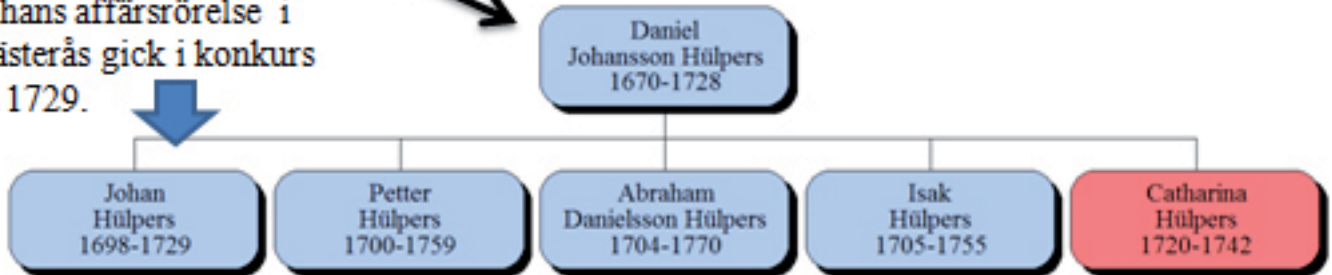 hans affärsrörelse i
ästerås gick i konkurs
1729.
Daniel
Johansson Hülpers
1670-1728
Johan
Hülpers
1698-1729
Petter
Hülpers
1700-1759
Abraham
Danielsson Hülpers
1704-1770
Isak
Hülpers
1705-1755
Catharina
Hülpers
1720-1742